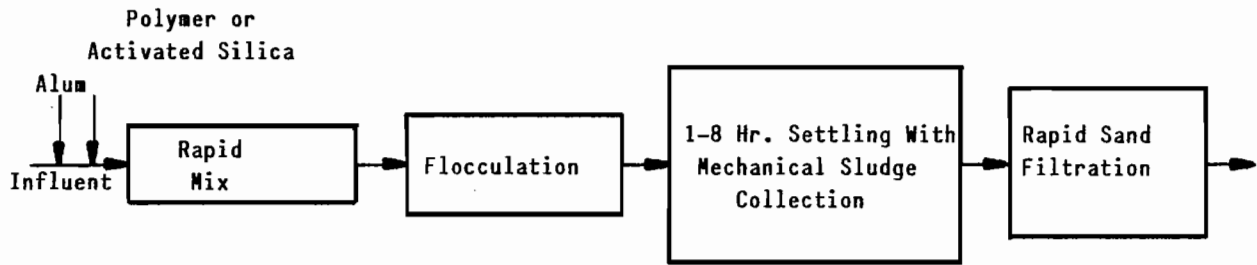 Polymer or
Activated Silica
Alum
Influent
Rapid
Mix
Flocculation
1-8 Hr. Settling With
Mechanical Sludge
Collection
Rapid Sand
Filtration